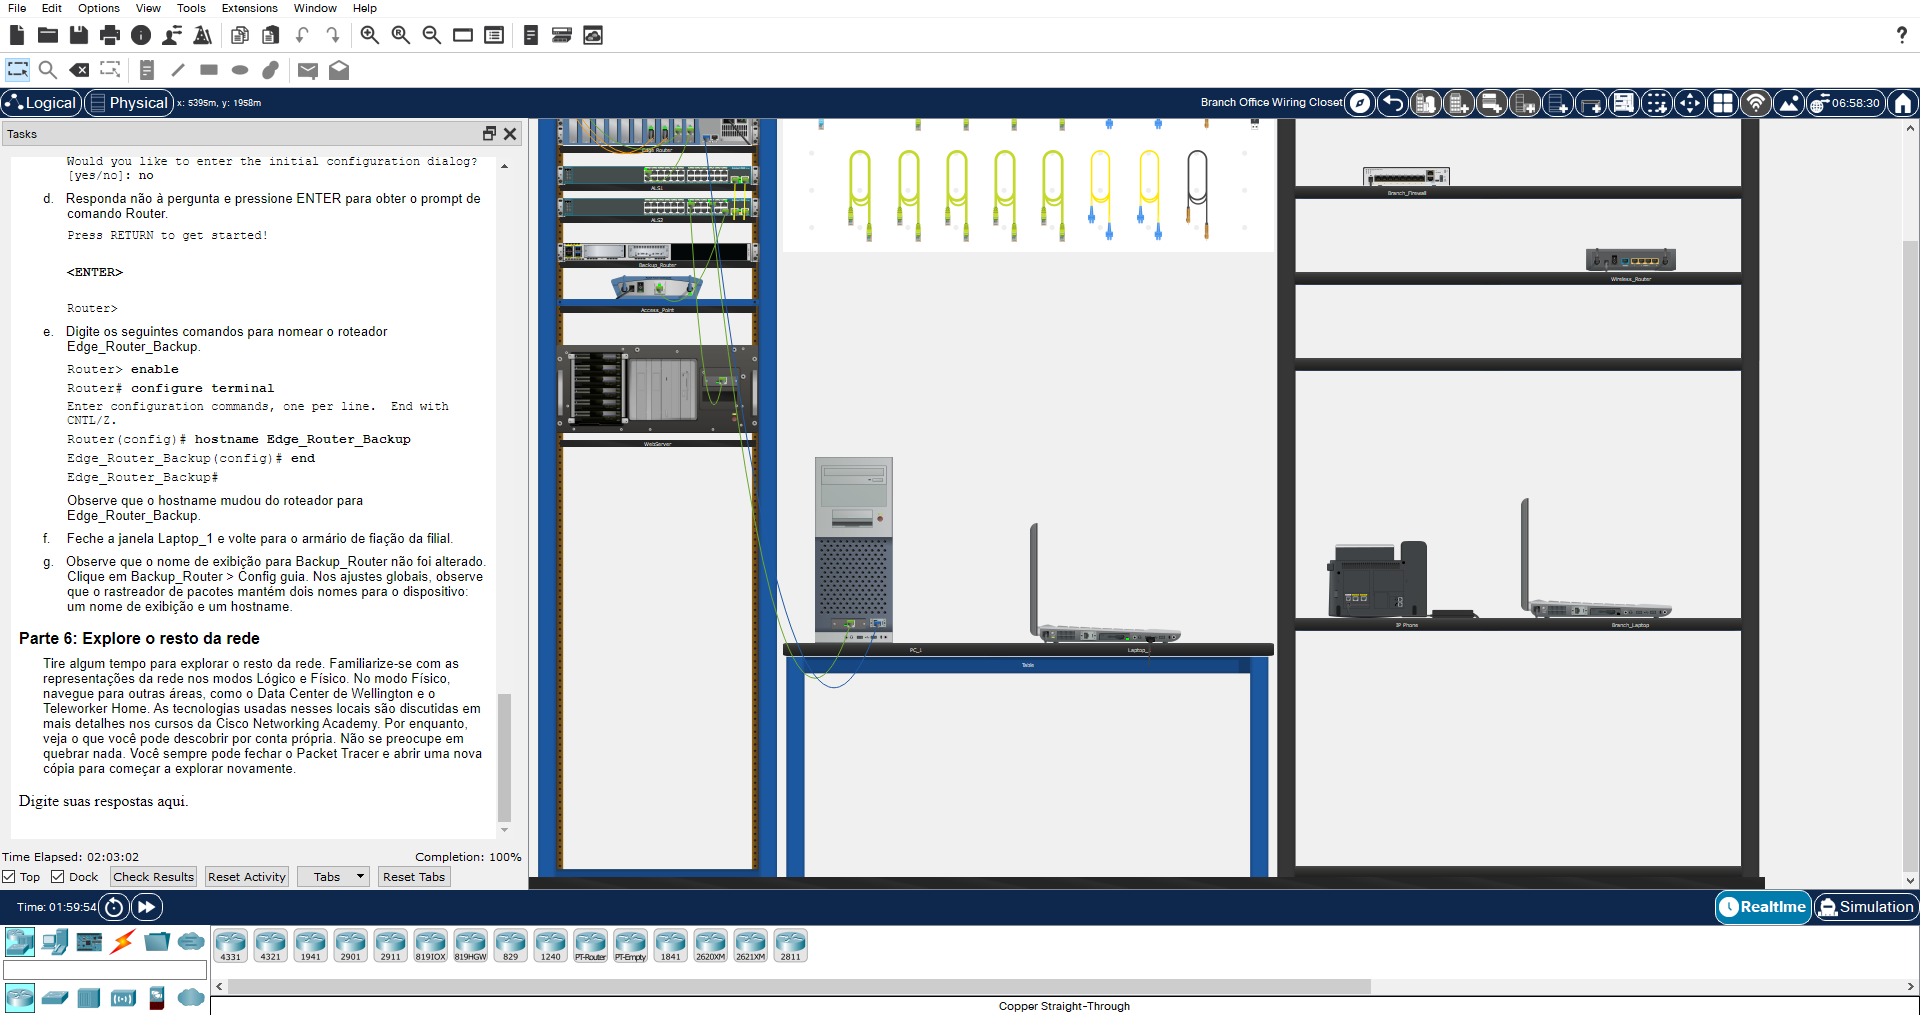 File Edit Options View Tools Extensions Window Help
?
Logical Physical x: 5395m, y: 1958m Branch Office Wiring Closet 06:58:30
Tasks
Would you like to enter the initial configuration dialog?
[yes/no]: no
d. Responda não à pergunta e pressione ENTER para obter o prompt de
comando Router.
Press RETURN to get started!
<ENTER>
Router>
e. Digite os seguintes comandos para nomear o roteador
Edge_Router_Backup.
Router> enable
Router# configure terminal
Enter configuration commands, one per line. End with
CNTL/Z.
Router(config)# hostname Edge_Router_Backup
Edge_Router_Backup(config)# end
Edge_Router_Backup#
Observe que o hostname mudou do roteador para
Edge_Router_Backup.
f. Feche a janela Laptop_1 e volte para o armário de fiação da filial.
g. Observe que o nome de exibição para Backup_Router não foi alterado.
Clique em Backup_Router > Config guia. Nos ajustes globais, observe
que o rastreador de pacotes mantém dois nomes para o dispositivo:
um nome de exibição e um hostname.
Parte 6: Explore o resto da rede
Tire algum tempo para explorar o resto da rede. Familiarize-se com as
representações da rede nos modos Lógico e Físico. No modo Físico,
navegue para outras áreas, como o Data Center de Wellington e o
Teleworker Home. As tecnologias usadas nesses locais são discutidas em
mais detalhes nos cursos da Cisco Networking Academy. Por enquanto,
veja o que você pode descobrir por conta própria. Não se preocupe em
quebrar nada. Você sempre pode fechar o Packet Tracer e abrir uma nova
cópia para começar a explorar novamente.
Digite suas respostas aqui.
Time Elapsed: 02:03:02 Completion: 100%
Top Dock Check Results Reset Activity Tabs Reset Tabs
Edge_Router
ALS1
ALS2
Backup_Router
Access_Point
WebServer
PC_1
Laptop_1
Table
Branch_Firewall
Wireless_Router
IP Phone
Branch_Laptop
Time: 01:59:54 Realtime Simulation
4331 4321 1941 2901 2911 819IOX 819HGW 829 1240 PT-Router PT-Empty 1841 2620XM 2621XM 2811
Copper Straight-Through